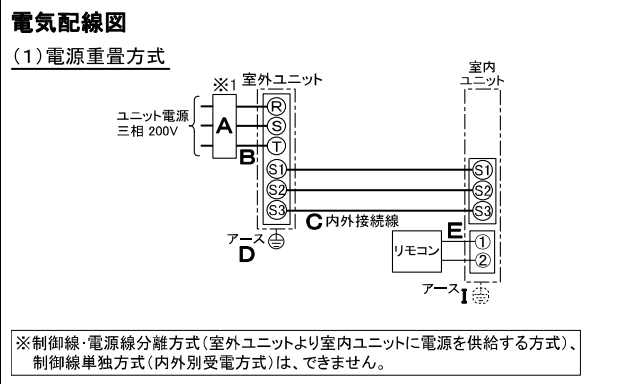 電気配線図
(1)電源重畳方式
※1
室外ユニット
室内
ユニット
ユニット電源
三相 200V
A
B
R
S
T
S1
S2
S3
S1
S2
S3
C 内外接続線
アース
D
E
リモコン
①
②
アース I
※制御線・電源線分離方式(室外ユニットより室内ユニットに電源を供給する方式)、
制御線単独方式(内外別受電方式)は、できません。